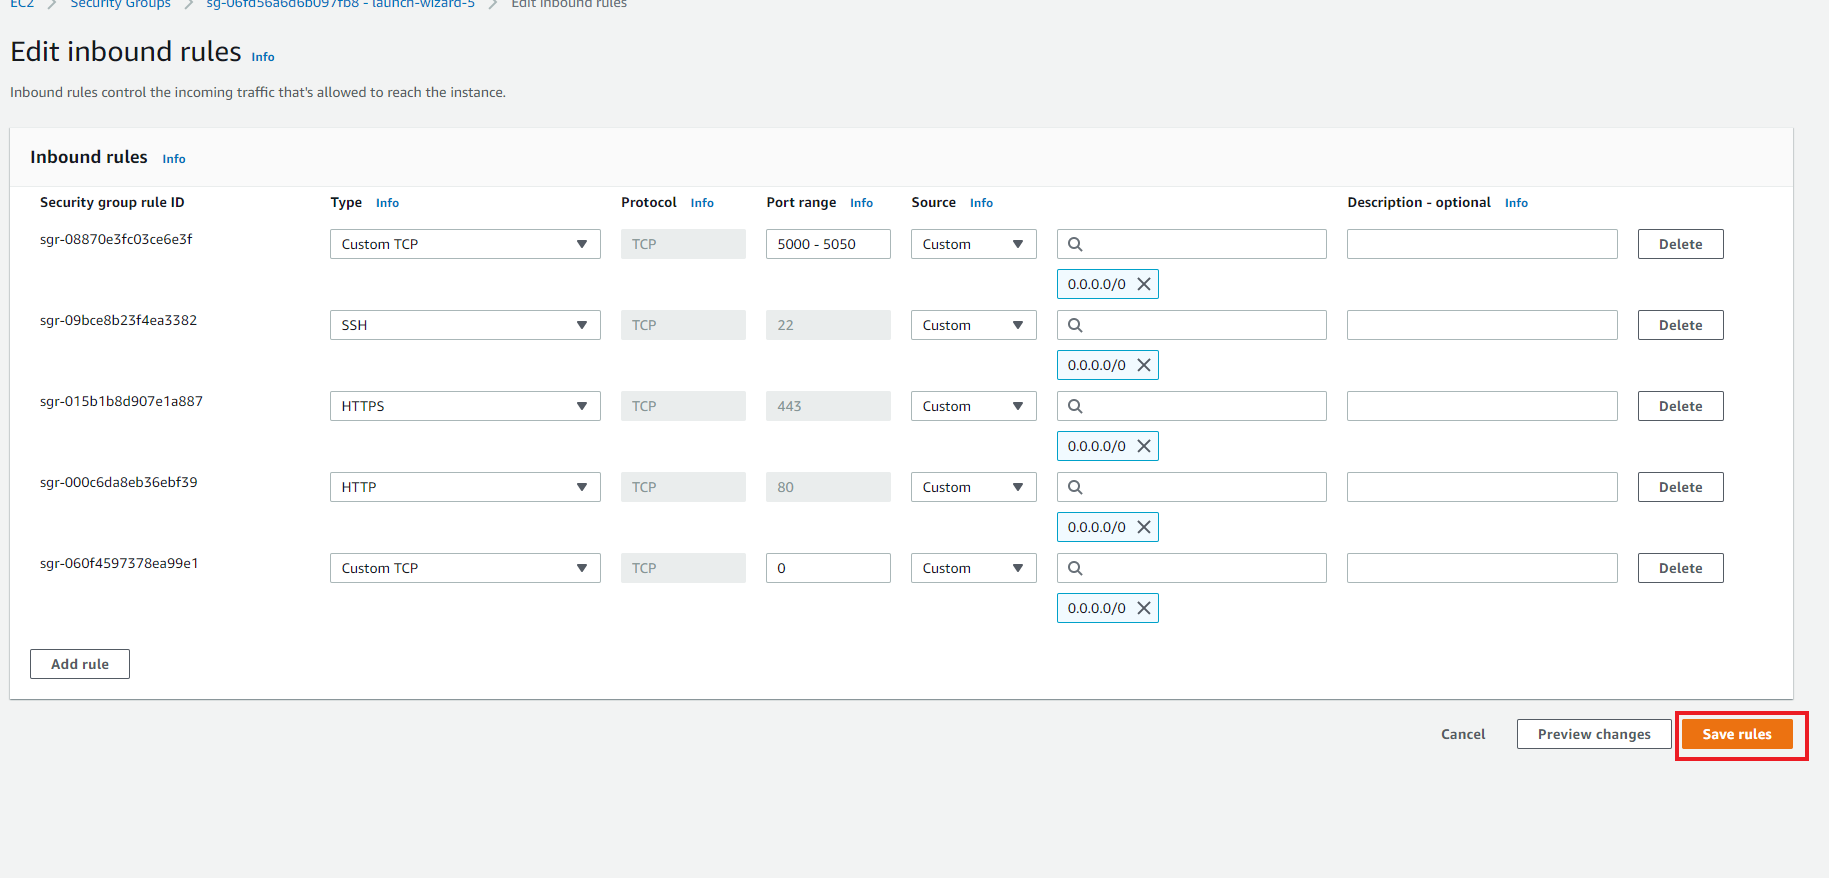 EC2 > Security Groups > sg-06fd56a6d6b097fb8 - launch-wizard-5 > Edit inbound rules
Edit inbound rules Info
Inbound rules control the incoming traffic that's allowed to reach the instance.
Inbound rules Info
Security group rule ID Type Info Protocol Info Port range Info Source Info Description - optional Info
sgr-08870e3fc03ce6e3f Custom TCP TCP 5000 - 5050 Custom Delete
0.0.0.0/0
sgr-09bce8b23f4ea3382 SSH TCP 22 Custom Delete
0.0.0.0/0
sgr-015b1b8d907e1a887 HTTPS TCP 443 Custom Delete
0.0.0.0/0
sgr-000c6da8eb36ebf39 HTTP TCP 80 Custom Delete
0.0.0.0/0
sgr-060f4597378ea99e1 Custom TCP TCP 0 Custom Delete
0.0.0.0/0
Add rule
Cancel Preview changes Save rules